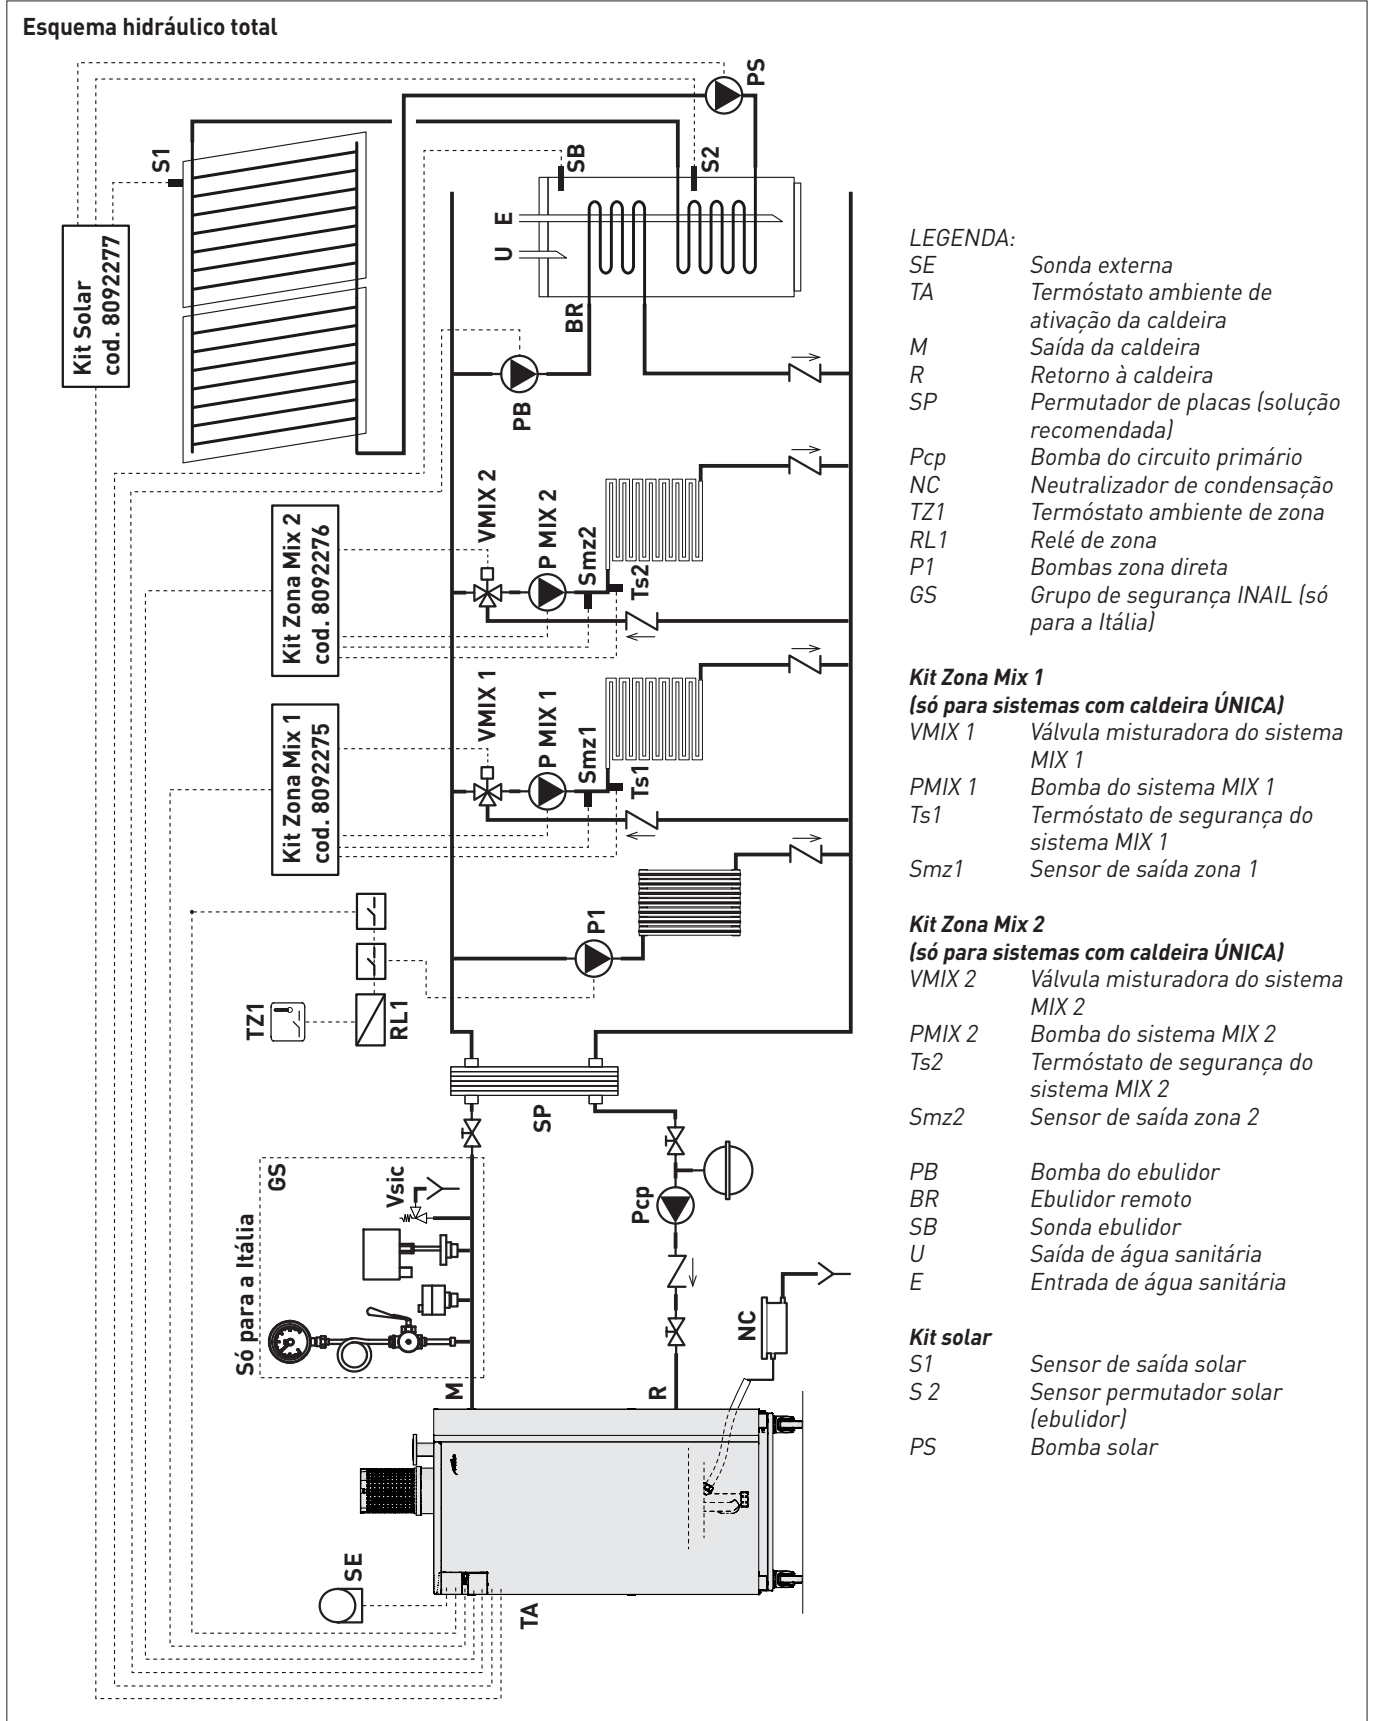 Esquema hidráulico total
PS
S1
SB
S2
E
U
Kit Solar
cod. 8092277
BR
PB
VMIX 2
P MIX 2
Smz2
Ts2
Kit Zona Mix 2
cod. 8092276
VMIX 1
P MIX 1
Smz1
Ts1
Kit Zona Mix 1
cod. 8092275
P1
TZ1
RL1
SP
GS
Vsic
Só para a Itália
Pcp
NC
M
R
SE
TA
LEGENDA:
SE Sonda externa
TA Termóstato ambiente de
ativação da caldeira
M Saída da caldeira
R Retorno à caldeira
SP Permutador de placas (solução
recomendada)
Pcp Bomba do circuito primário
NC Neutralizador de condensação
TZ1 Termóstato ambiente de zona
RL1 Relé de zona
P1 Bombas zona direta
GS Grupo de segurança INAIL (só
para a Itália)
Kit Zona Mix 1
(só para sistemas com caldeira ÚNICA)
VMIX 1 Válvula misturadora do sistema
MIX 1
PMIX 1 Bomba do sistema MIX 1
Ts1 Termóstato de segurança do
sistema MIX 1
Smz1 Sensor de saída zona 1
Kit Zona Mix 2
(só para sistemas com caldeira ÚNICA)
VMIX 2 Válvula misturadora do sistema
MIX 2
PMIX 2 Bomba do sistema MIX 2
Ts2 Termóstato de segurança do
sistema MIX 2
Smz2 Sensor de saída zona 2
PB Bomba do ebulidor
BR Ebulidor remoto
SB Sonda ebulidor
U Saída de água sanitária
E Entrada de água sanitária
Kit solar
S1 Sensor de saída solar
S 2 Sensor permutador solar
(ebulidor)
PS Bomba solar